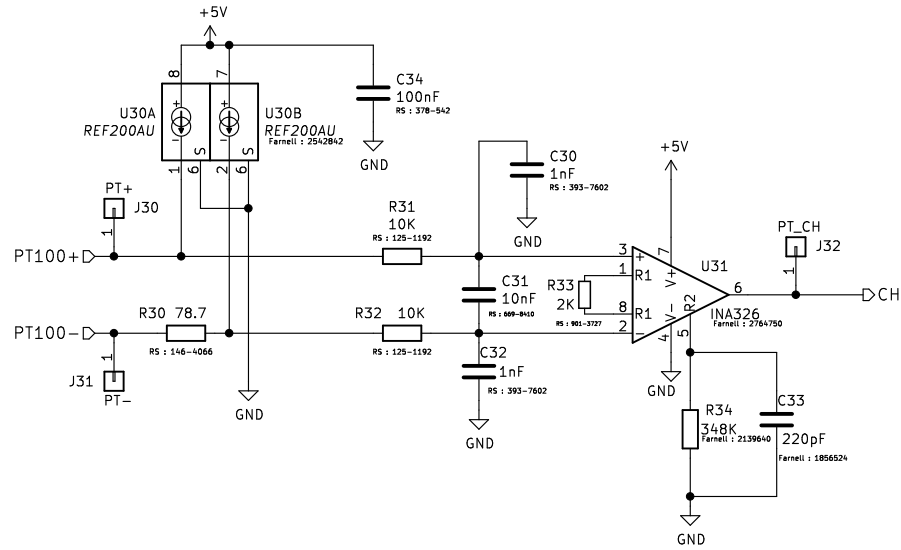 +5V
8
7
U30A
REF200AU
U30B
REF200AU
Farnell : 2542842
+
-
S
+
-
S
1
6
2
6
C34
100nF
RS : 378-542
GND
PT+
J30
1
PT100+
R31
10K
RS : 125-1192
C30
1nF
RS : 393-7602
GND
+5V
7
3
+
V+
U31
1
R1
R33
2K
RS : 901-3727
8
R1
2
-
V-
4
R2
5
6
INA326
Farnell : 2764750
C31
10nF
RS : 669-8410
PT_CH
J32
1
CH
PT100-
R30 78.7
RS : 146-4066
R32 10K
RS : 125-1192
1
J31
PT-
GND
C32
1nF
RS : 393-7602
GND
GND
R34
348K
Farnell : 2139640
C33
220pF
Farnell : 1856524
GND